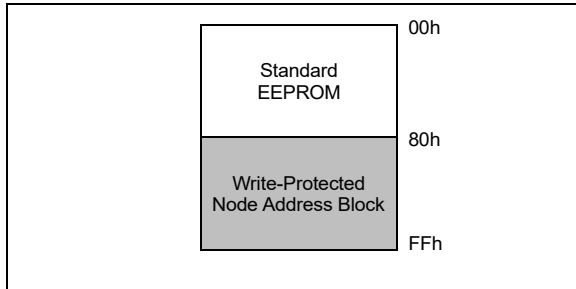 00h
Standard
EEPROM
80h
Write-Protected
Node Address Block
FFh